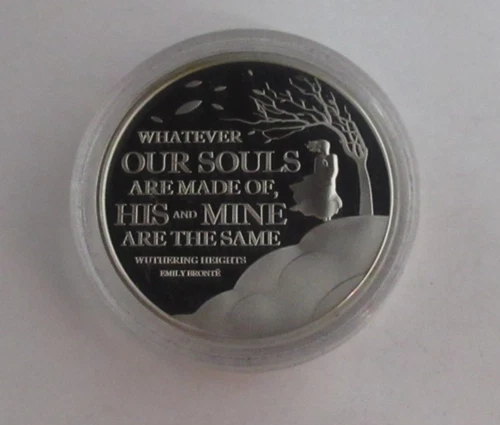 WHATEVER
OUR SOULS
ARE MADE OF,
HIS AND MINE
ARE THE SAME
WUTHERING HEIGHTS
EMILY BRONTË